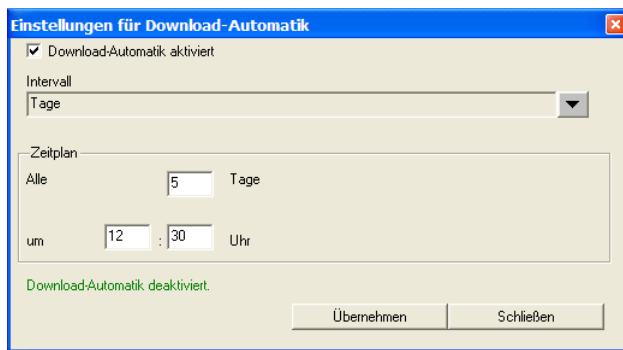 Einstellungen für Download-Automatik
Download-Automatik aktiviert
Intervall
Tage
Zeitplan
Alle 5 Tage
um 12 : 30 Uhr
Download-Automatik deaktiviert.
Übernehmen Schließen